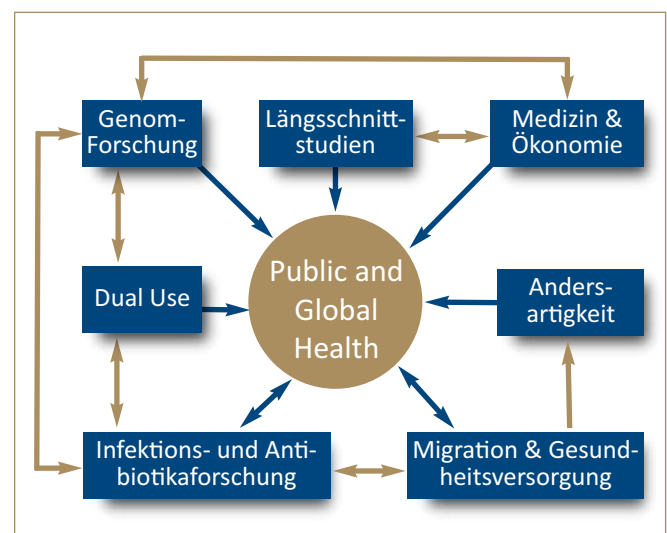 Genom-
Forschung
Längsschnitt-
studien
Medizin &
Ökonomie
Public and
Global
Health
Dual Use
Anders-
artigkeit
Infektions- und Anti-
biotikaforschung
Migration & Gesund-
heitsversorgung